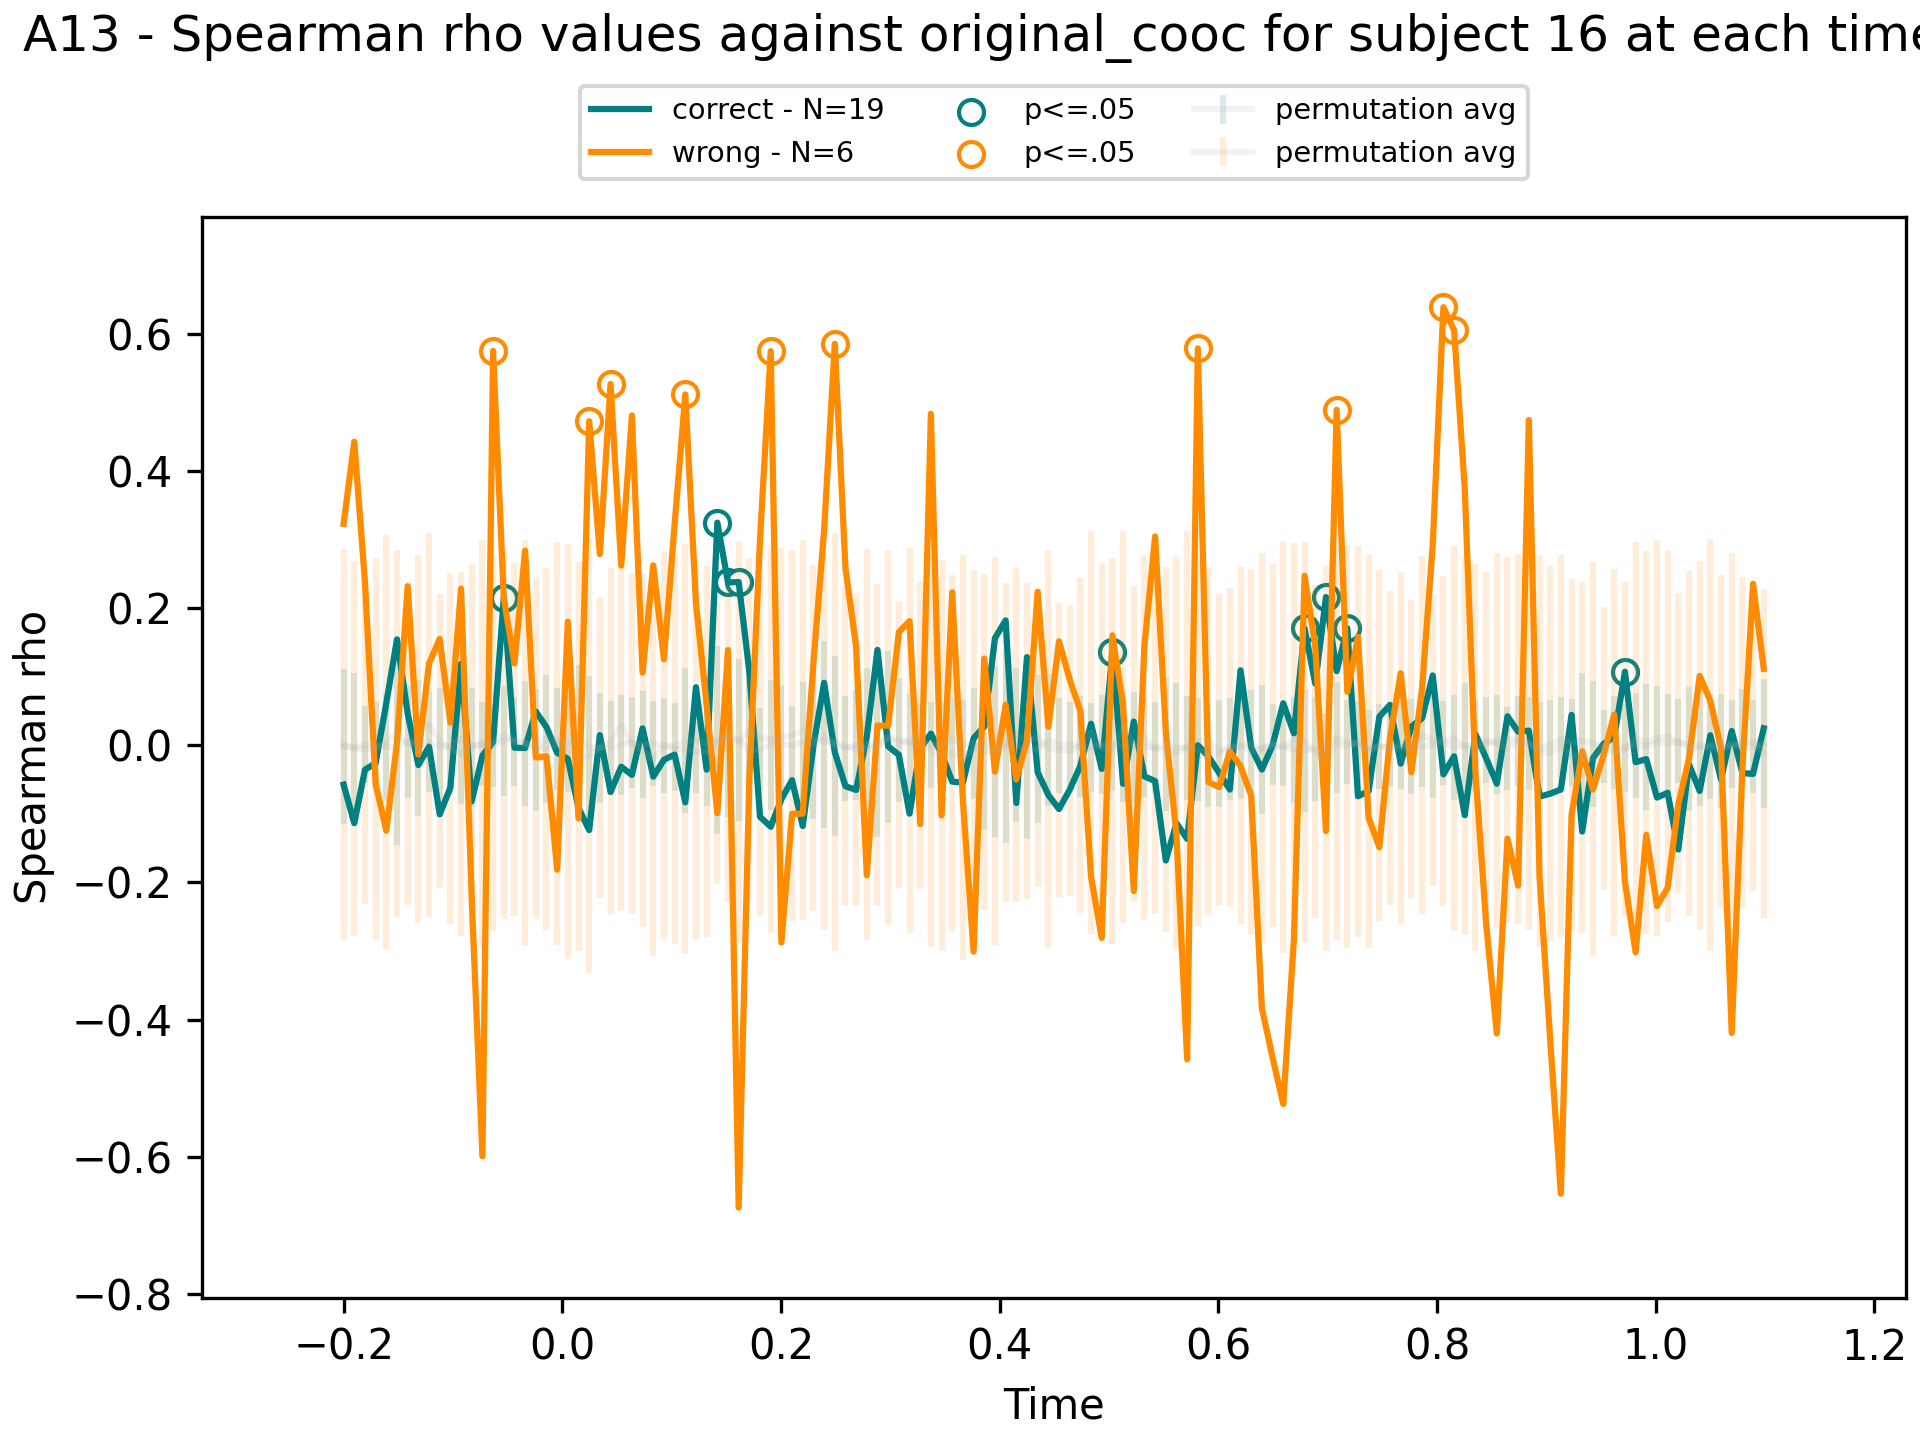 A13 - Spearman rho values against original_cooc for subject 16 at each time
correct - N=19
wrong - N=6
p<=.05
p<=.05
permutation avg
permutation avg
Spearman rho
0.6
0.4
0.2
0.0
−0.2
−0.4
−0.6
−0.8
−0.2 0.0 0.2 0.4 0.6 0.8 1.0 1.2
Time